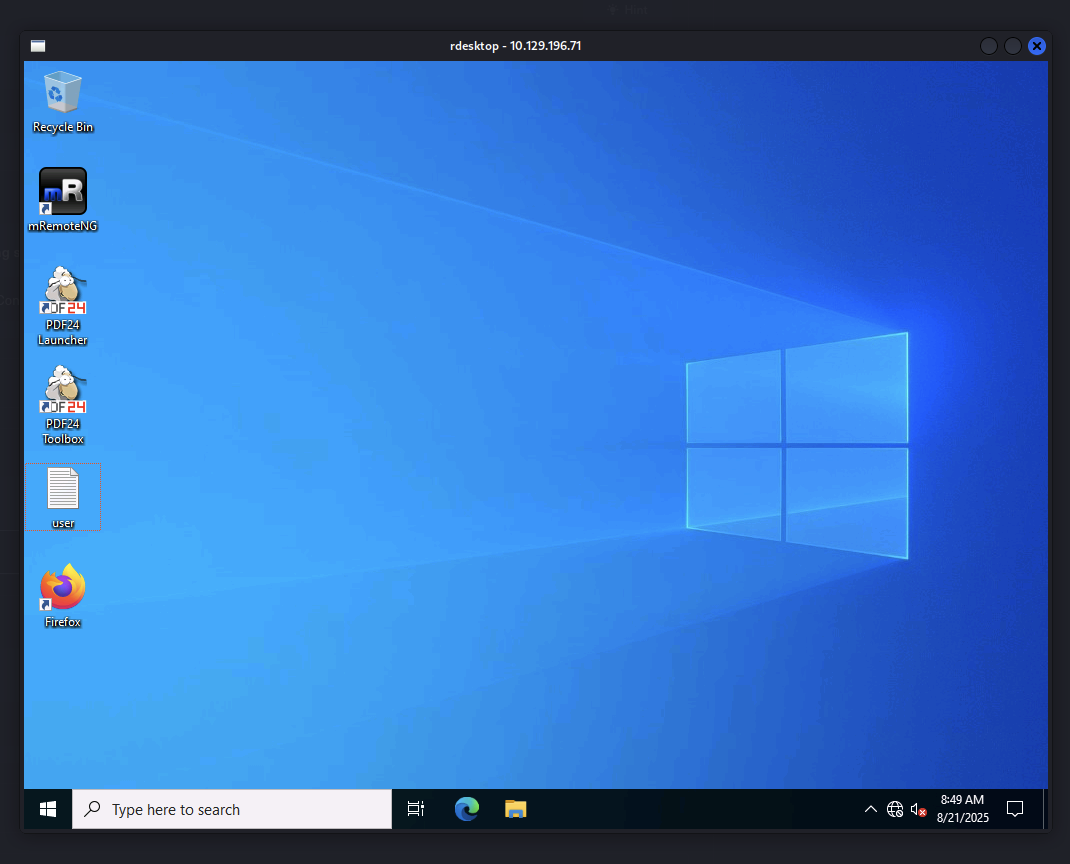 rdesktop - 10.129.196.71
Recycle Bin
mR
mRemoteNG
PDF24
Launcher
PDF24
Toolbox
user
Firefox
Type here to search
8:49 AM
8/21/2025